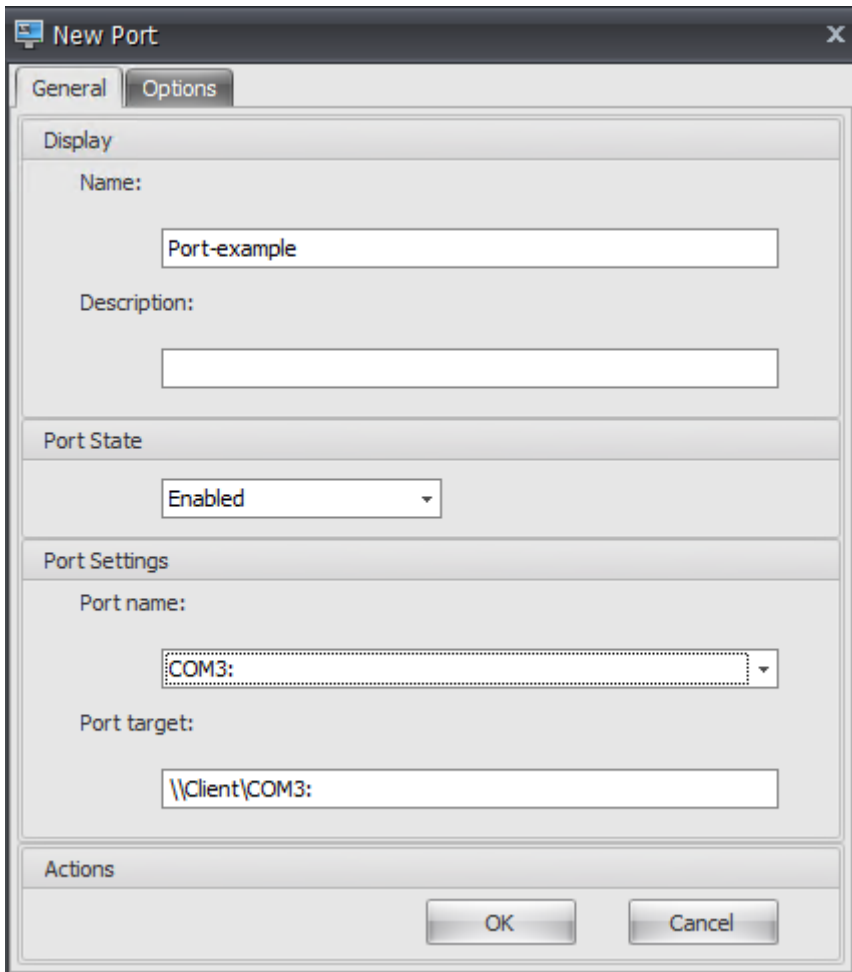 New Port
General Options
Display
Name:
Port-example
Description:
Port State
Enabled
Port Settings
Port name:
COM3:
Port target:
\\Client\COM3:
Actions
OK Cancel